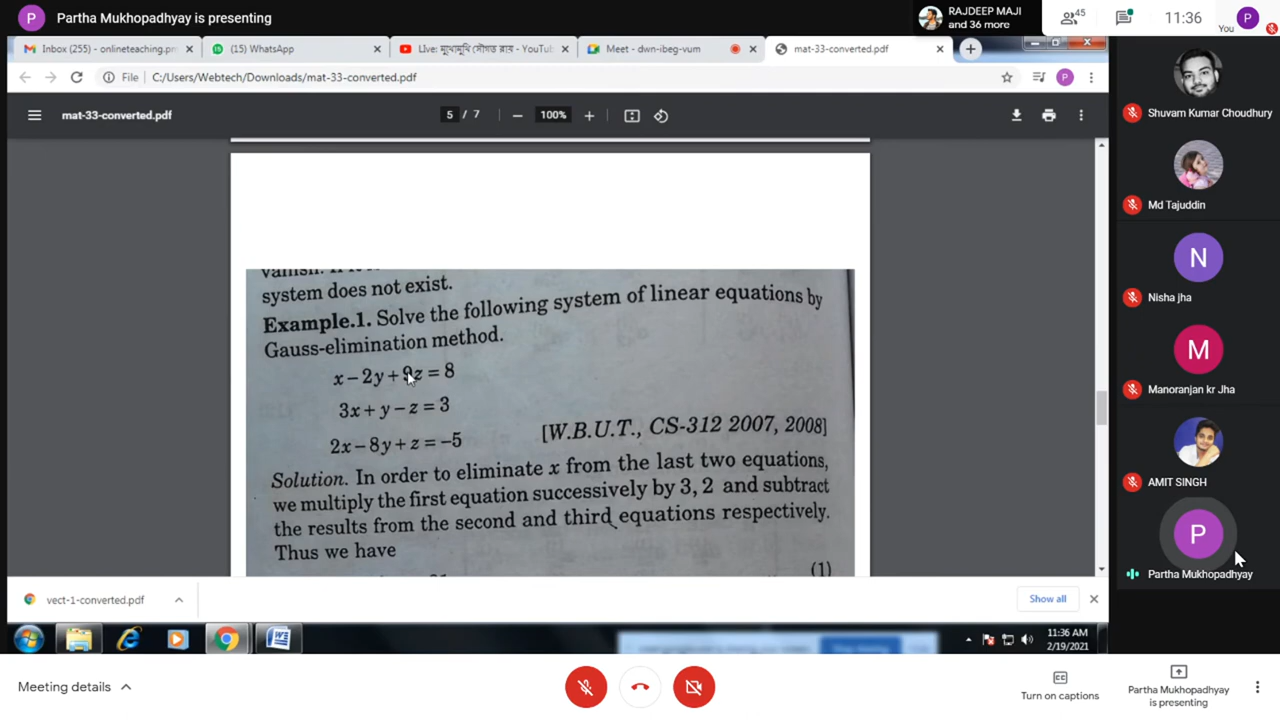 Partha Mukhopadhyay is presenting
RAJDEEP MAJI
and 36 more
45
11:36
You
Inbox (255) - onlineteaching.pr
(15) WhatsApp
Live: মুখোমুখি সৌগত রায় - YouTu
Meet - dwn-ibeg-vum
mat-33-converted.pdf
File
C:/Users/Webtech/Downloads/mat-33-converted.pdf
mat-33-converted.pdf
5 / 7
100%
system does not exist.
Example.1. Solve the following system of linear equations by
Gauss-elimination method.
x – 2y + 9z = 8
3x + y – z = 3
2x – 8y + z = –5
[W.B.U.T., CS-312 2007, 2008]
Solution. In order to eliminate x from the last two equations,
we multiply the first equation successively by 3, 2 and subtract
the results from the second and third equations respectively.
Thus we have
(1)
Shuvam Kumar Choudhury
Md Tajuddin
N
Nisha jha
M
Manoranjan kr Jha
AMIT SINGH
P
Partha Mukhopadhyay
vect-1-converted.pdf
Show all
11:36 AM
2/19/2021
Meeting details
Turn on captions
Partha Mukhopadhyay
is presenting